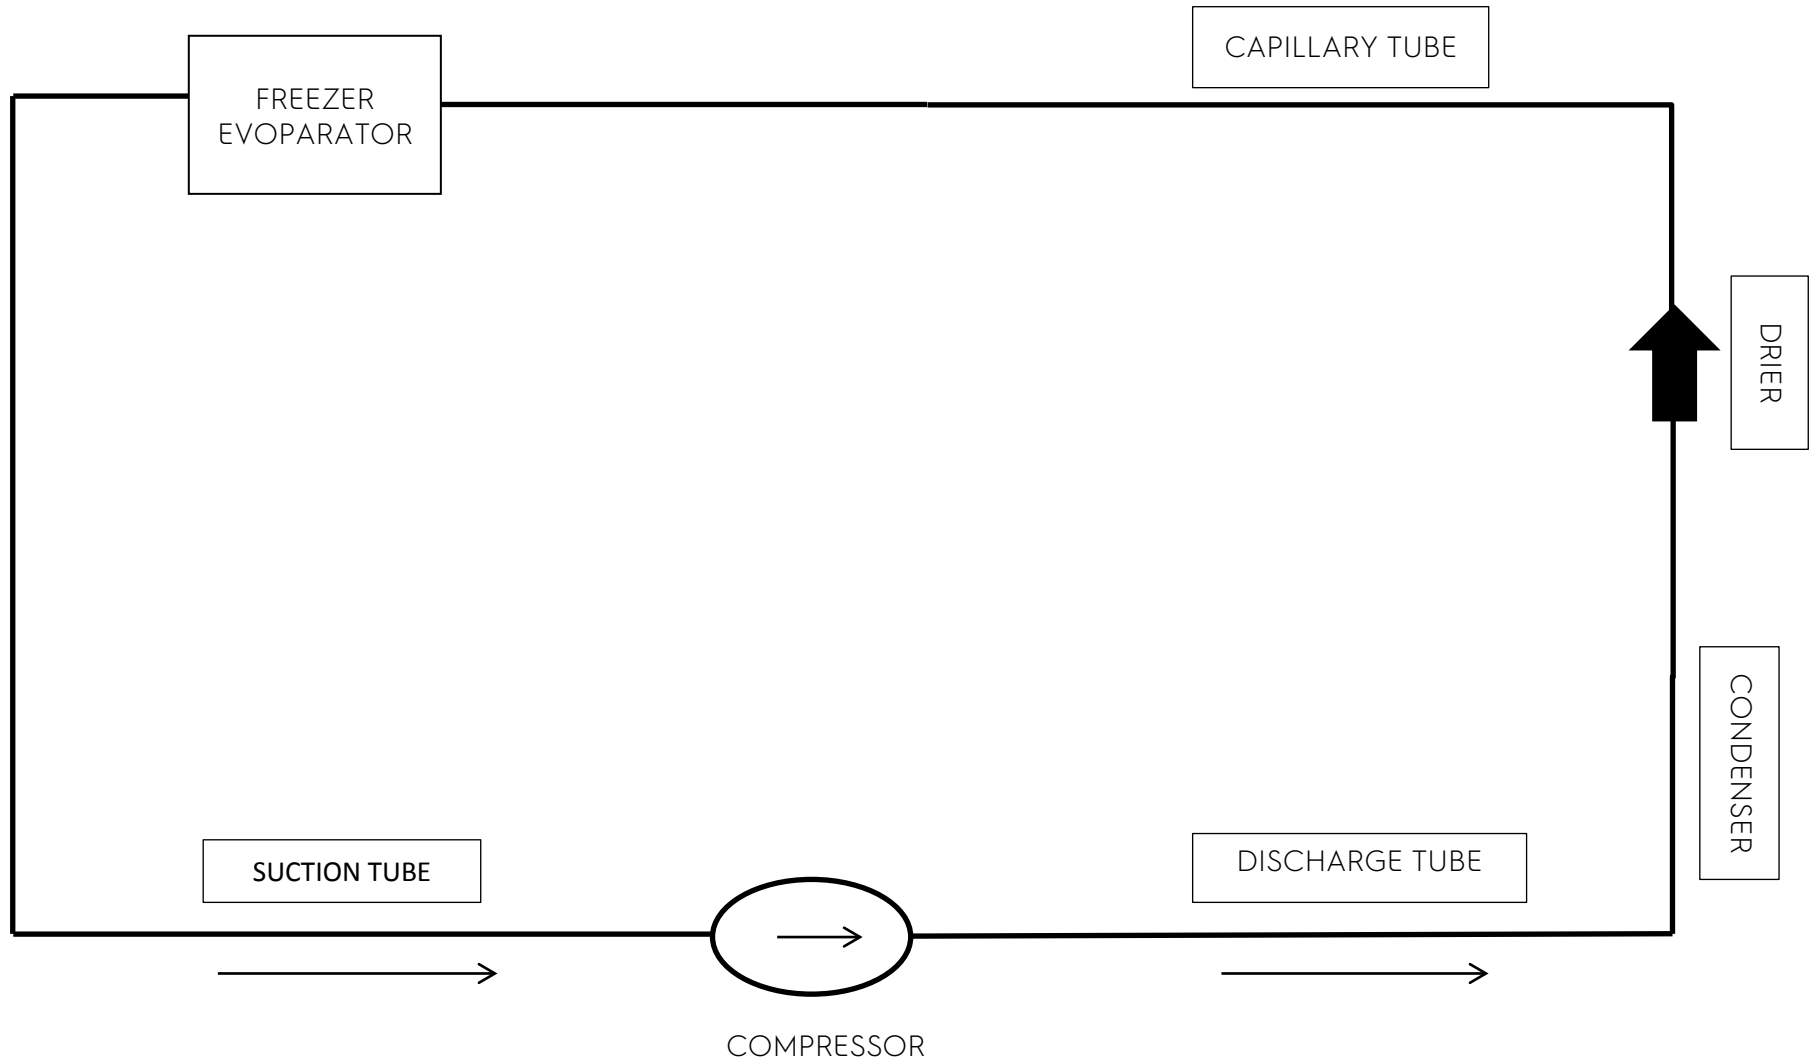 CAPILLARY TUBE
FREEZER
EVOPARATOR
DRIER
CONDENSER
SUCTION TUBE
DISCHARGE TUBE
COMPRESSOR